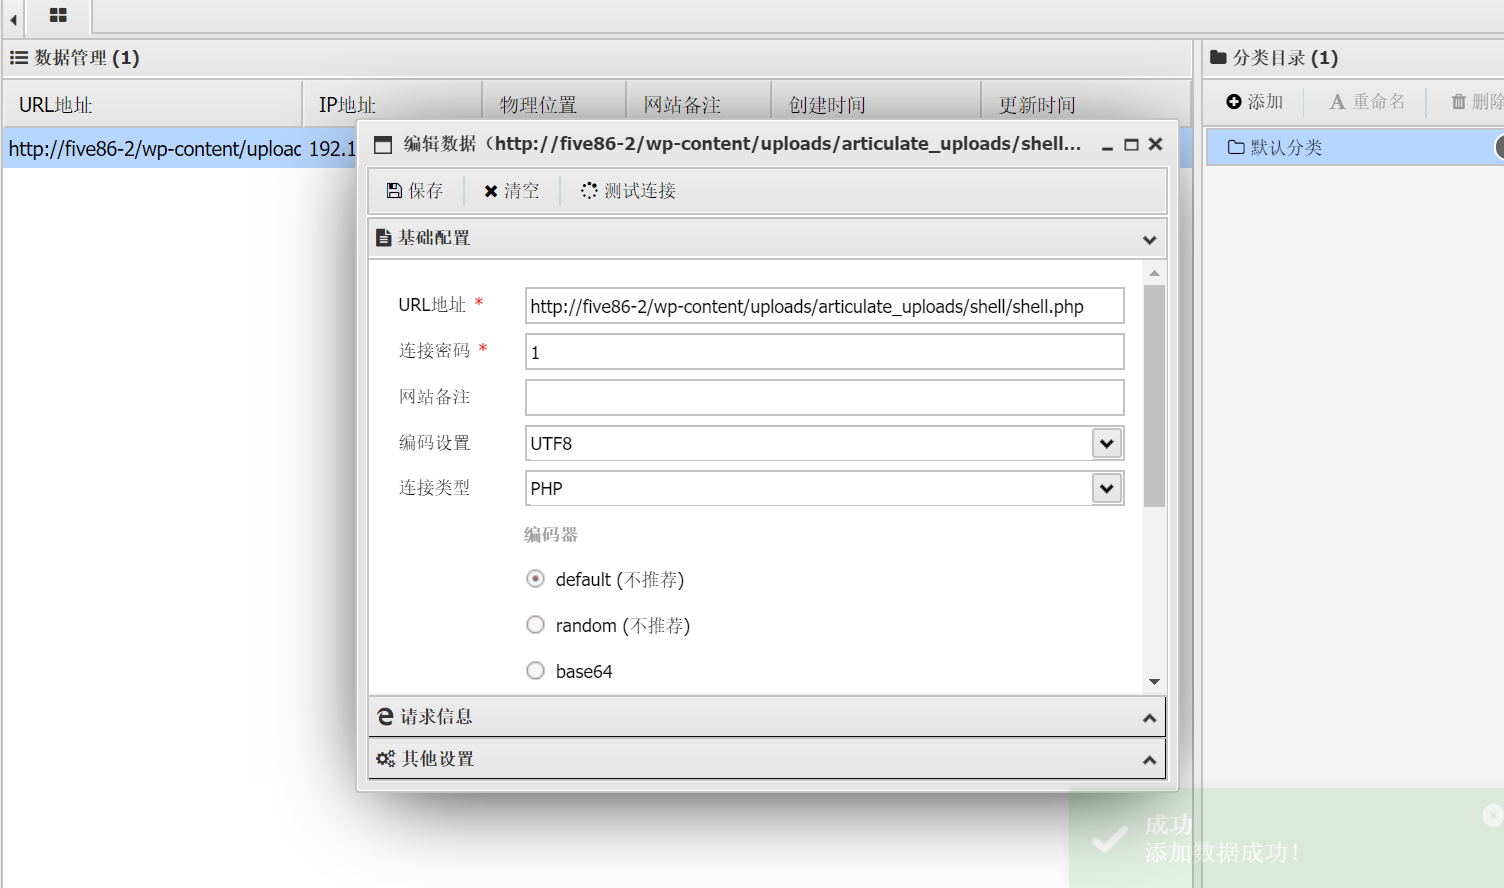 数据管理 (1)
分类目录 (1)
URL地址 IP地址 物理位置 网站备注 创建时间 更新时间
添加 重命名 删除
http://five86-2/wp-content/uploac 192.1
默认分类
编辑数据（http://five86-2/wp-content/uploads/articulate_uploads/shell...
保存 清空 测试连接
基础配置
URL地址 * http://five86-2/wp-content/uploads/articulate_uploads/shell/shell.php
连接密码 * 1
网站备注
编码设置 UTF8
连接类型 PHP
编码器
default (不推荐)
random (不推荐)
base64
请求信息
其他设置
成功
添加数据成功！